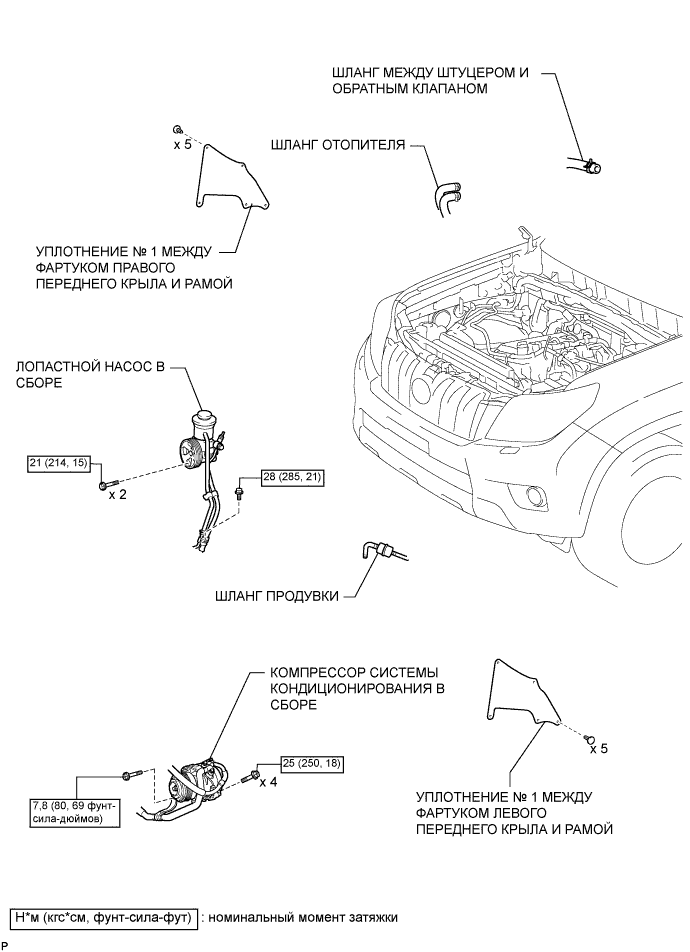 ШЛАНГ МЕЖДУ ШТУЦЕРОМ И
ОБРАТНЫМ КЛАПАНОМ
x 5
ШЛАНГ ОТОПИТЕЛЯ
УПЛОТНЕНИЕ № 1 МЕЖДУ
ФАРТУКОМ ПРАВОГО
ПЕРЕДНЕГО КРЫЛА И РАМОЙ
ЛОПАСТНОЙ НАСОС В
СБОРЕ
21 (214, 15)
x 2
28 (285, 21)
ШЛАНГ ПРОДУВКИ
КОМПРЕССОР СИСТЕМЫ
КОНДИЦИОНИРОВАНИЯ В
СБОРЕ
25 (250, 18)
x 4
7,8 (80, 69 фунт-
сила-дюймов)
x 5
УПЛОТНЕНИЕ № 1 МЕЖДУ
ФАРТУКОМ ЛЕВОГО
ПЕРЕДНЕГО КРЫЛА И РАМОЙ
Н*м (кгс*см, фунт-сила-фут) : номинальный момент затяжки
P